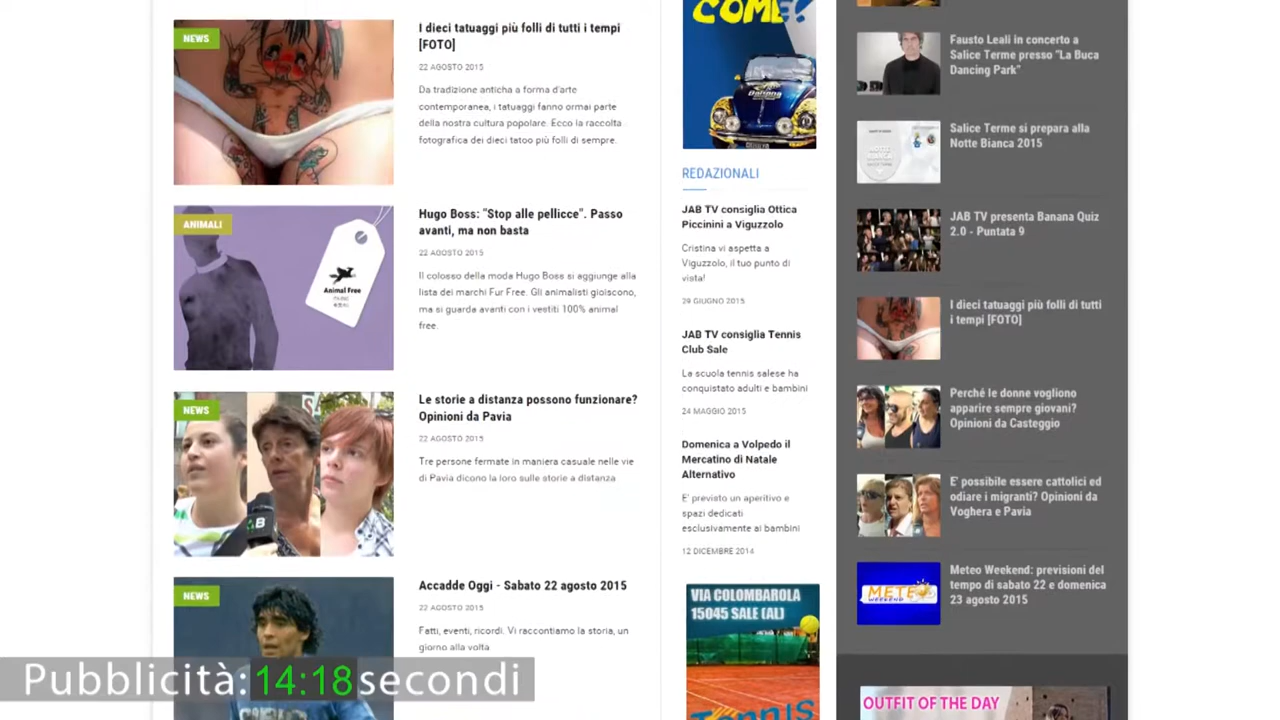 NEWS
I dieci tatuaggi più folli di tutti i tempi
[FOTO]
22 AGOSTO 2015
Da tradizione anticha a forma d'arte
contemporanea, i tatuaggi fanno ormai parte
della nostra cultura popolare. Ecco la raccolta
fotografica dei dieci tatoo più folli di sempre.
ANIMALI
Animal Free
Hugo Boss: "Stop alle pellicce". Passo
avanti, ma non basta
22 AGOSTO 2015
Il colosso della moda Hugo Boss si aggiunge alla
lista dei marchi Fur Free. Gli animalisti gioiscono,
ma si guarda avanti con i vestiti 100% animal
free.
NEWS
Le storie a distanza possono funzionare?
Opinioni da Pavia
22 AGOSTO 2015
Tre persone fermate in maniera casuale nelle vie
di Pavia dicono la loro sulle storie a distanza
NEWS
Accadde Oggi - Sabato 22 agosto 2015
22 AGOSTO 2015
Fatti, eventi, ricordi. Vi raccontiamo la storia, un
giorno alla volta
Pubblicità: 14:18 secondi
COME?
Banana
REDAZIONALI
JAB TV consiglia Ottica
Piccinini a Viguzzolo
Cristina vi aspetta a
Viguzzolo, il tuo punto di
vista!
29 GIUGNO 2015
JAB TV consiglia Tennis
Club Sale
La scuola tennis salese ha
conquistato adulti e bambini
24 MAGGIO 2015
Domenica a Volpedo il
Mercatino di Natale
Alternativo
E' previsto un aperitivo e
spazi dedicati
esclusivamente ai bambini
12 DICEMBRE 2014
VIA COLOMBAROLA
15045 SALE (AL)
Tennis
Fausto Leali in concerto a
Salice Terme presso "La Buca
Dancing Park"
Salice Terme si prepara alla
Notte Bianca 2015
JAB TV presenta Banana Quiz
2.0 - Puntata 9
I dieci tatuaggi più folli di tutti
i tempi [FOTO]
Perché le donne vogliono
apparire sempre giovani?
Opinioni da Casteggio
E' possibile essere cattolici ed
odiare i migranti? Opinioni da
Voghera e Pavia
METEO
WEEKEND
Meteo Weekend: previsioni del
tempo di sabato 22 e domenica
23 agosto 2015
OUTFIT OF THE DAY